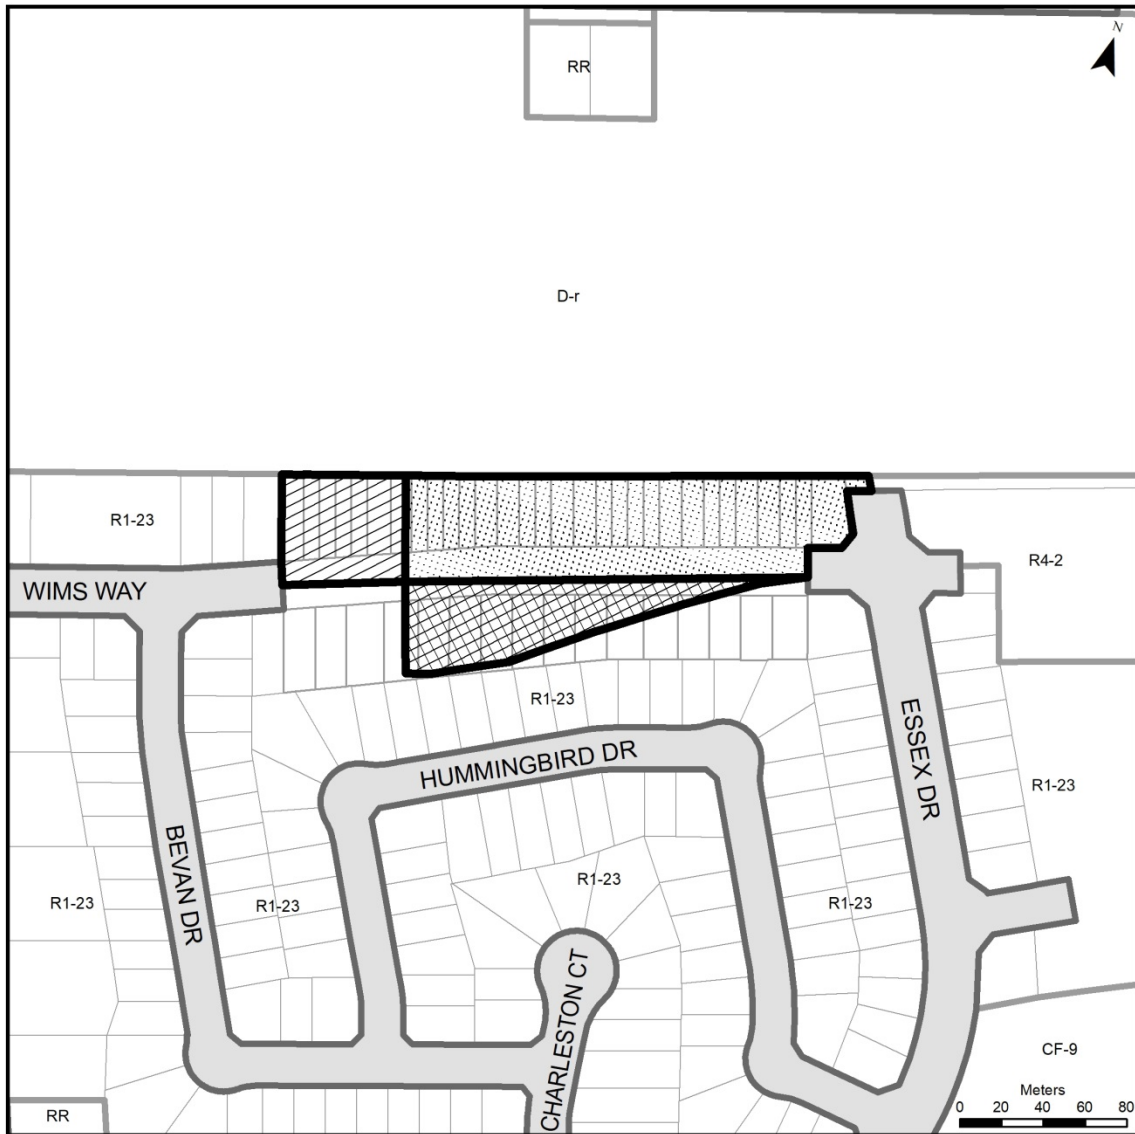 N
RR
D-r
R1-23
WIMS WAY
R4-2
R1-23
ESSEX DR
HUMMINGBIRD DR
R1-23
BEVAN DR
R1-23
R1-23
R1-23
R1-23
CHARLESTON CT
CF-9
RR
Meters
0 20 40 60 80